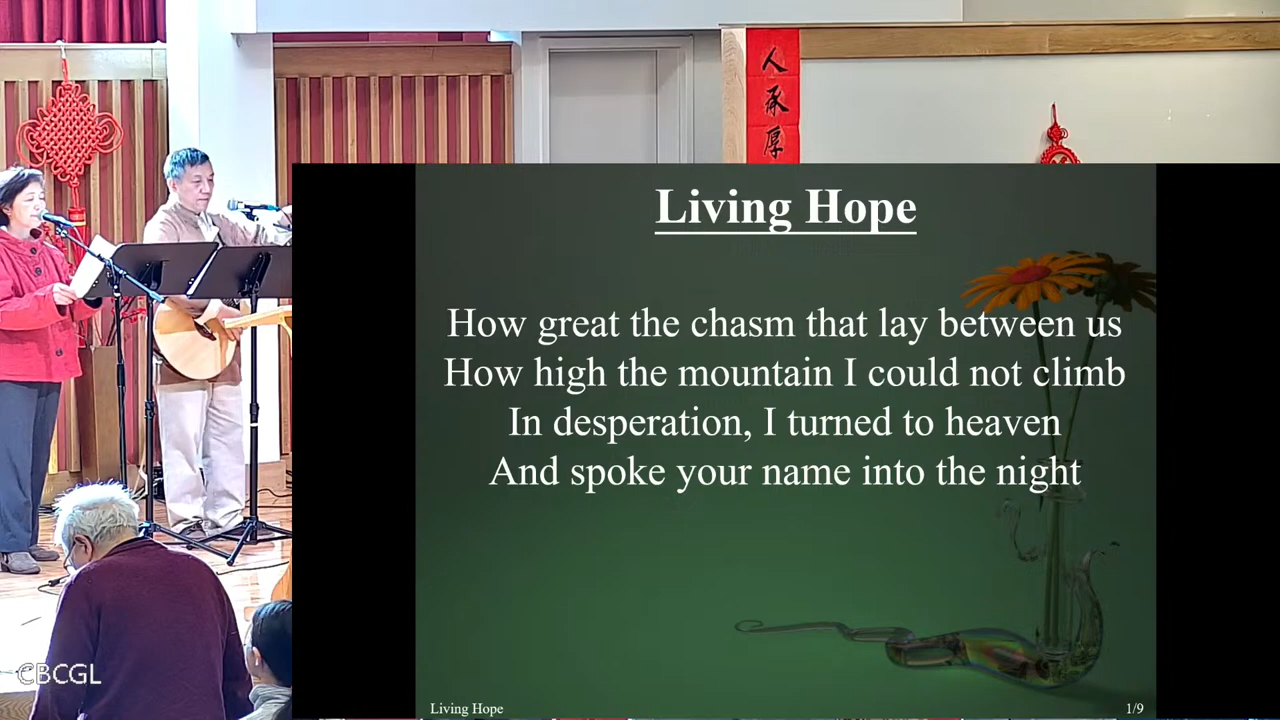 人
承
厚
Living Hope
How great the chasm that lay between us
How high the mountain I could not climb
In desperation, I turned to heaven
And spoke your name into the night
CBCGL
Living Hope
1/9